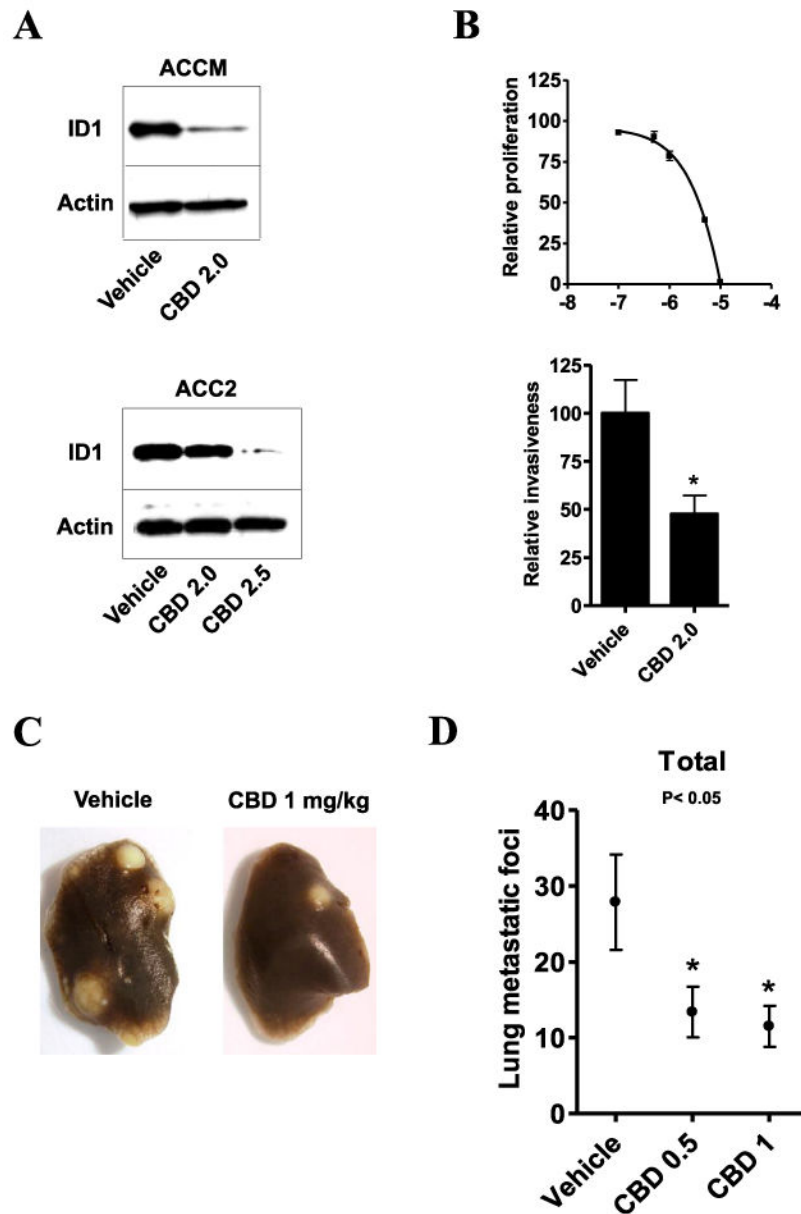 A
ACCM
ID1
Actin
Vehicle
CBD 2.0
ACC2
ID1
Actin
Vehicle
CBD 2.0
CBD 2.5
B
Relative proliferation
125
100
75
50
25
0
-8 -7 -6 -5 -4
Relative invasiveness
125
100
75
50
25
0
*
Vehicle
CBD 2.0
C
Vehicle
CBD 1 mg/kg
D
Total
P< 0.05
Lung metastatic foci
40
30
20
10
0
* *
Vehicle
CBD 0.5
CBD 1